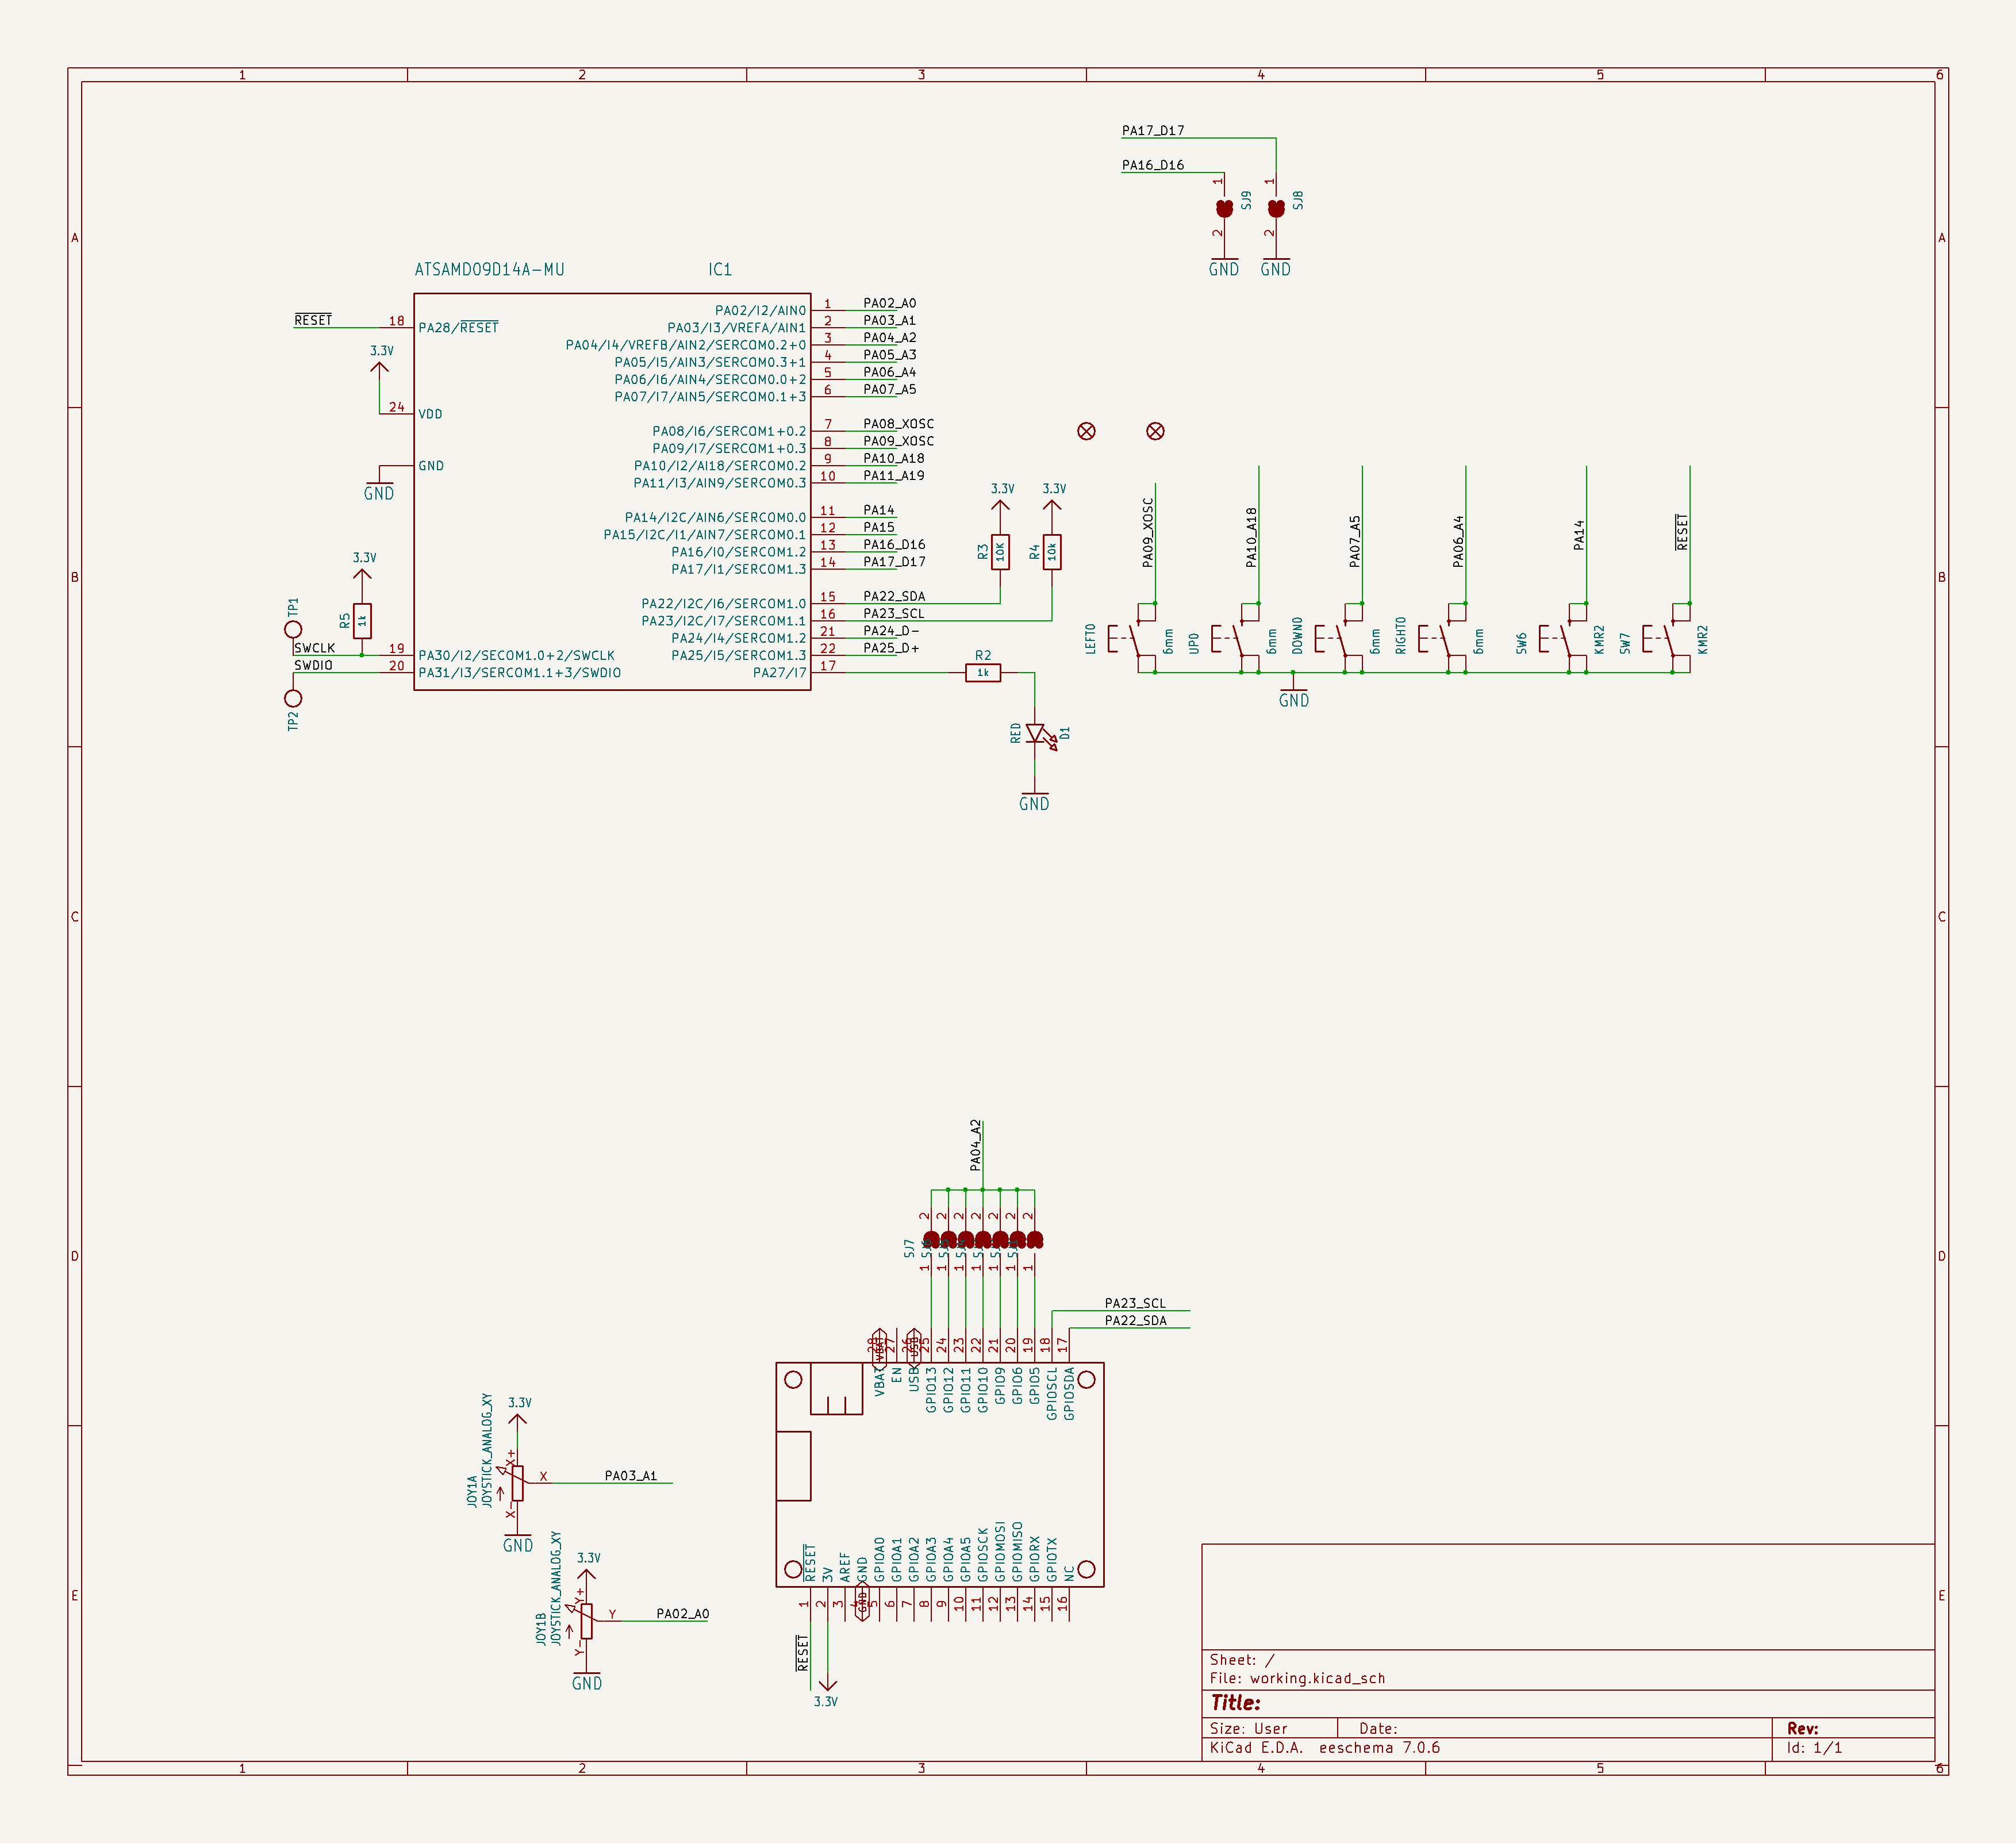 1 2 3 4 5 6
A
B
C
D
E
A
B
C
D
E
1 2 3 4 5 6
PA17_D17
PA16_D16
1
2
SJ9
GND
1
2
SJ8
GND
ATSAMD09D14A-MU
IC1
RESET
18
PA28/RESET
3.3V
24
VDD
GND
GND
3.3V
R5
1k
TP1
SWCLK
19
PA30/I2/SECOM1.0+2/SWCLK
SWDIO
20
PA31/I3/SERCOM1.1+3/SWDIO
TP2
PA02/I2/AIN0 1 PA02_A0
PA03/I3/VREFA/AIN1 2 PA03_A1
PA04/I4/VREFB/AIN2/SERCOM0.2+0 3 PA04_A2
PA05/I5/AIN3/SERCOM0.3+1 4 PA05_A3
PA06/I6/AIN4/SERCOM0.0+2 5 PA06_A4
PA07/I7/AIN5/SERCOM0.1+3 6 PA07_A5
PA08/I6/SERCOM1+0.2 7 PA08_XOSC
PA09/I7/SERCOM1+0.3 8 PA09_XOSC
PA10/I2/AI18/SERCOM0.2 9 PA10_A18
PA11/I3/AIN9/SERCOM0.3 10 PA11_A19
PA14/I2C/AIN6/SERCOM0.0 11 PA14
PA15/I2C/I1/AIN7/SERCOM0.1 12 PA15
PA16/I0/SERCOM1.2 13 PA16_D16
PA17/I1/SERCOM1.3 14 PA17_D17
PA22/I2C/I6/SERCOM1.0 15 PA22_SDA
PA23/I2C/I7/SERCOM1.1 16 PA23_SCL
PA24/I4/SERCOM1.2 21 PA24_D-
PA25/I5/SERCOM1.3 22 PA25_D+
PA27/I7 17
3.3V
R3
10K
3.3V
R4
10k
R2
1k
RED
D1
GND
PA09_XOSC
LEFT0
6mm
PA10_A18
UP0
6mm
PA07_A5
DOWN0
6mm
PA06_A4
RIGHT0
6mm
PA14
SW6
KMR2
RESET
SW7
KMR2
GND
PA04_A2
2 2 2 2 2 2 2
SJ7
1 1 1 1 1 1 1
PA23_SCL
PA22_SDA
27
25
24
23
22
21
20
19
18
17
VBAT
VBAT
EN
USB
USB
GPIO13
GPIO12
GPIO11
GPIO10
GPIO9
GPIO6
GPIO5
GPIOSCL
GPIOSDA
RESET
3V
AREF
GND
GPIOA0
GPIOA1
GPIOA2
GPIOA3
GPIOA4
GPIOA5
GPIOSCK
GPIOMOSI
GPIOMISO
GPIORX
GPIOTX
NC
1
2
3
4
GND
5
6
7
8
9
10
11
12
13
14
15
16
RESET
3.3V
3.3V
JOY1A
JOYSTICK_ANALOG_XY
X+
X
X-
PA03_A1
GND
3.3V
JOY1B
JOYSTICK_ANALOG_XY
Y+
Y
Y-
PA02_A0
GND
Sheet: /
File: working.kicad_sch
Title:
Size: User Date: Rev:
KiCad E.D.A. eeschema 7.0.6 Id: 1/1